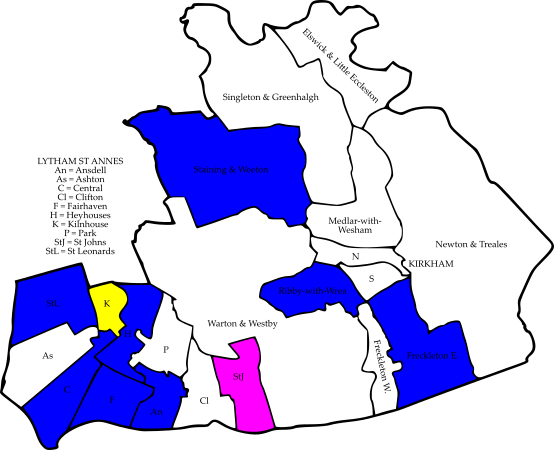 Elswick & Little Eccleston
Singleton & Greenhalgh
Staining & Weeton
LYTHAM ST ANNES
An = Ansdell
As = Ashton
C = Central
Cl = Clifton
F = Fairhaven
H = Heyhouses
K = Kilnhouse
P = Park
StJ = St Johns
StL = St Leonards
Medlar-with-
Wesham
Newton & Treales
N
KIRKHAM
S
Ribby-with-Wrea
StL
K
H
Warton & Westby
As
P
Freckleton W.
Freckleton E.
StJ
C
F
An
Cl